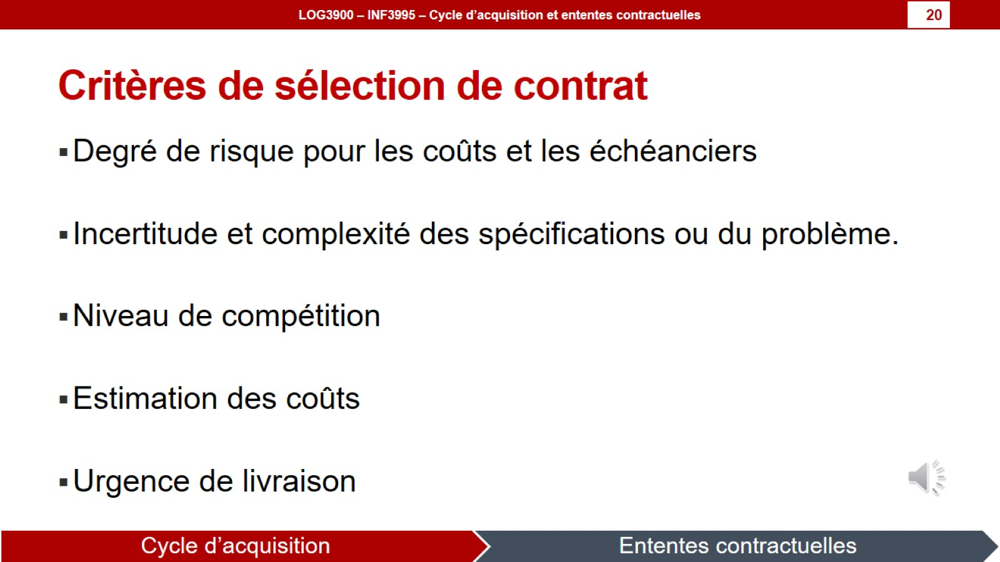 LOG3900 – INF3995 – Cycle d’acquisition et ententes contractuelles
20
Critères de sélection de contrat
▪Degré de risque pour les coûts et les échéanciers
▪Incertitude et complexité des spécifications ou du problème.
▪Niveau de compétition
▪Estimation des coûts
▪Urgence de livraison
Cycle d’acquisition
Ententes contractuelles